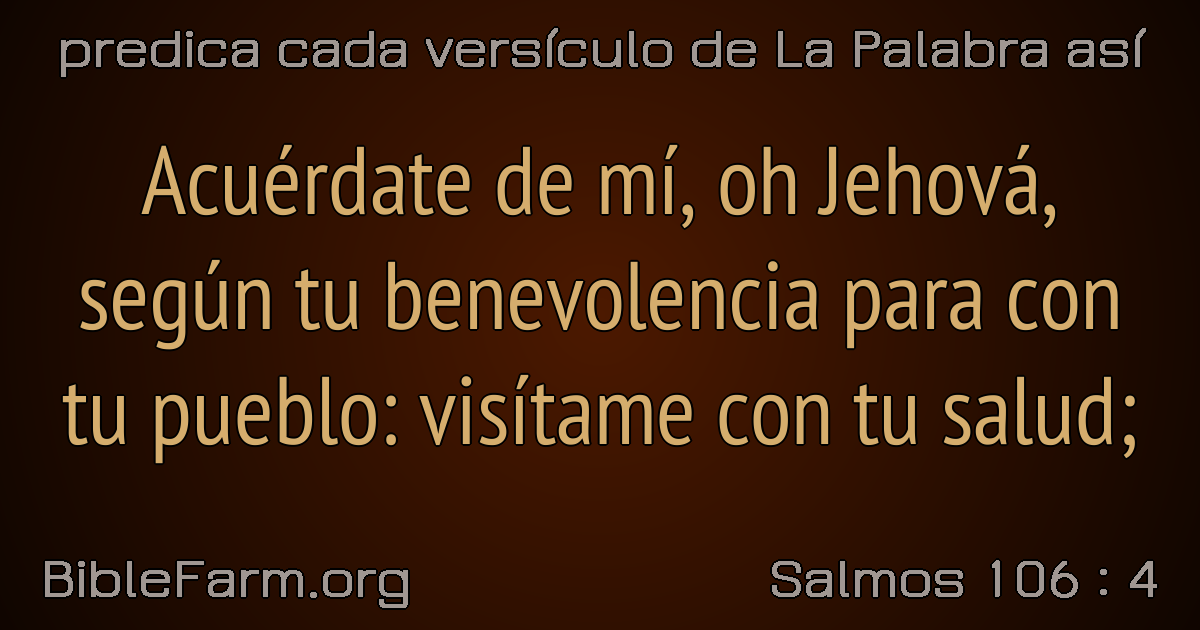 predica cada versículo de La Palabra así
Acuérdate de mí, oh Jehová,
según tu benevolencia para con
tu pueblo: visítame con tu salud;
BibleFarm.org
Salmos 106 : 4